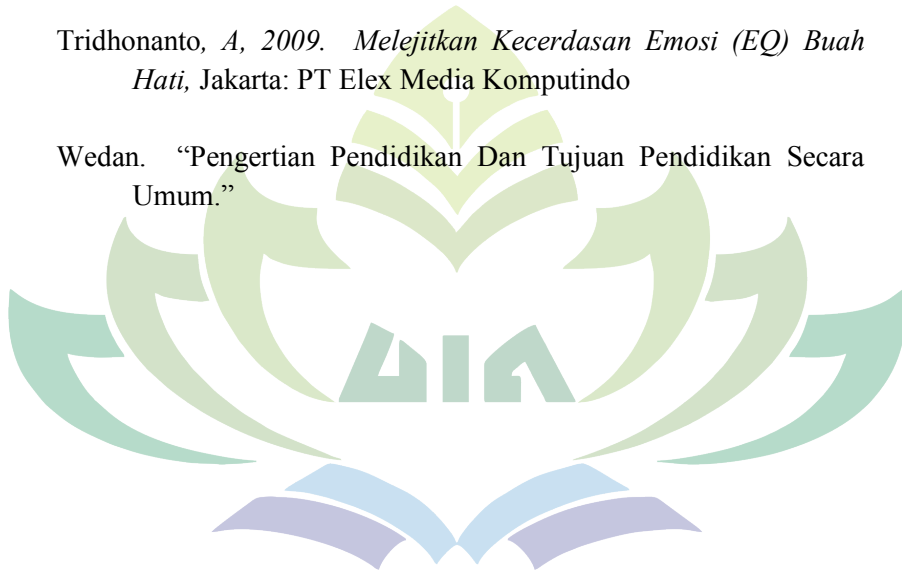 Tridhonanto, A, 2009. Melejitkan Kecerdasan Emosi (EQ) Buah
Hati, Jakarta: PT Elex Media Komputindo
Wedan. “Pengertian Pendidikan Dan Tujuan Pendidikan Secara
Umum.”
UIN